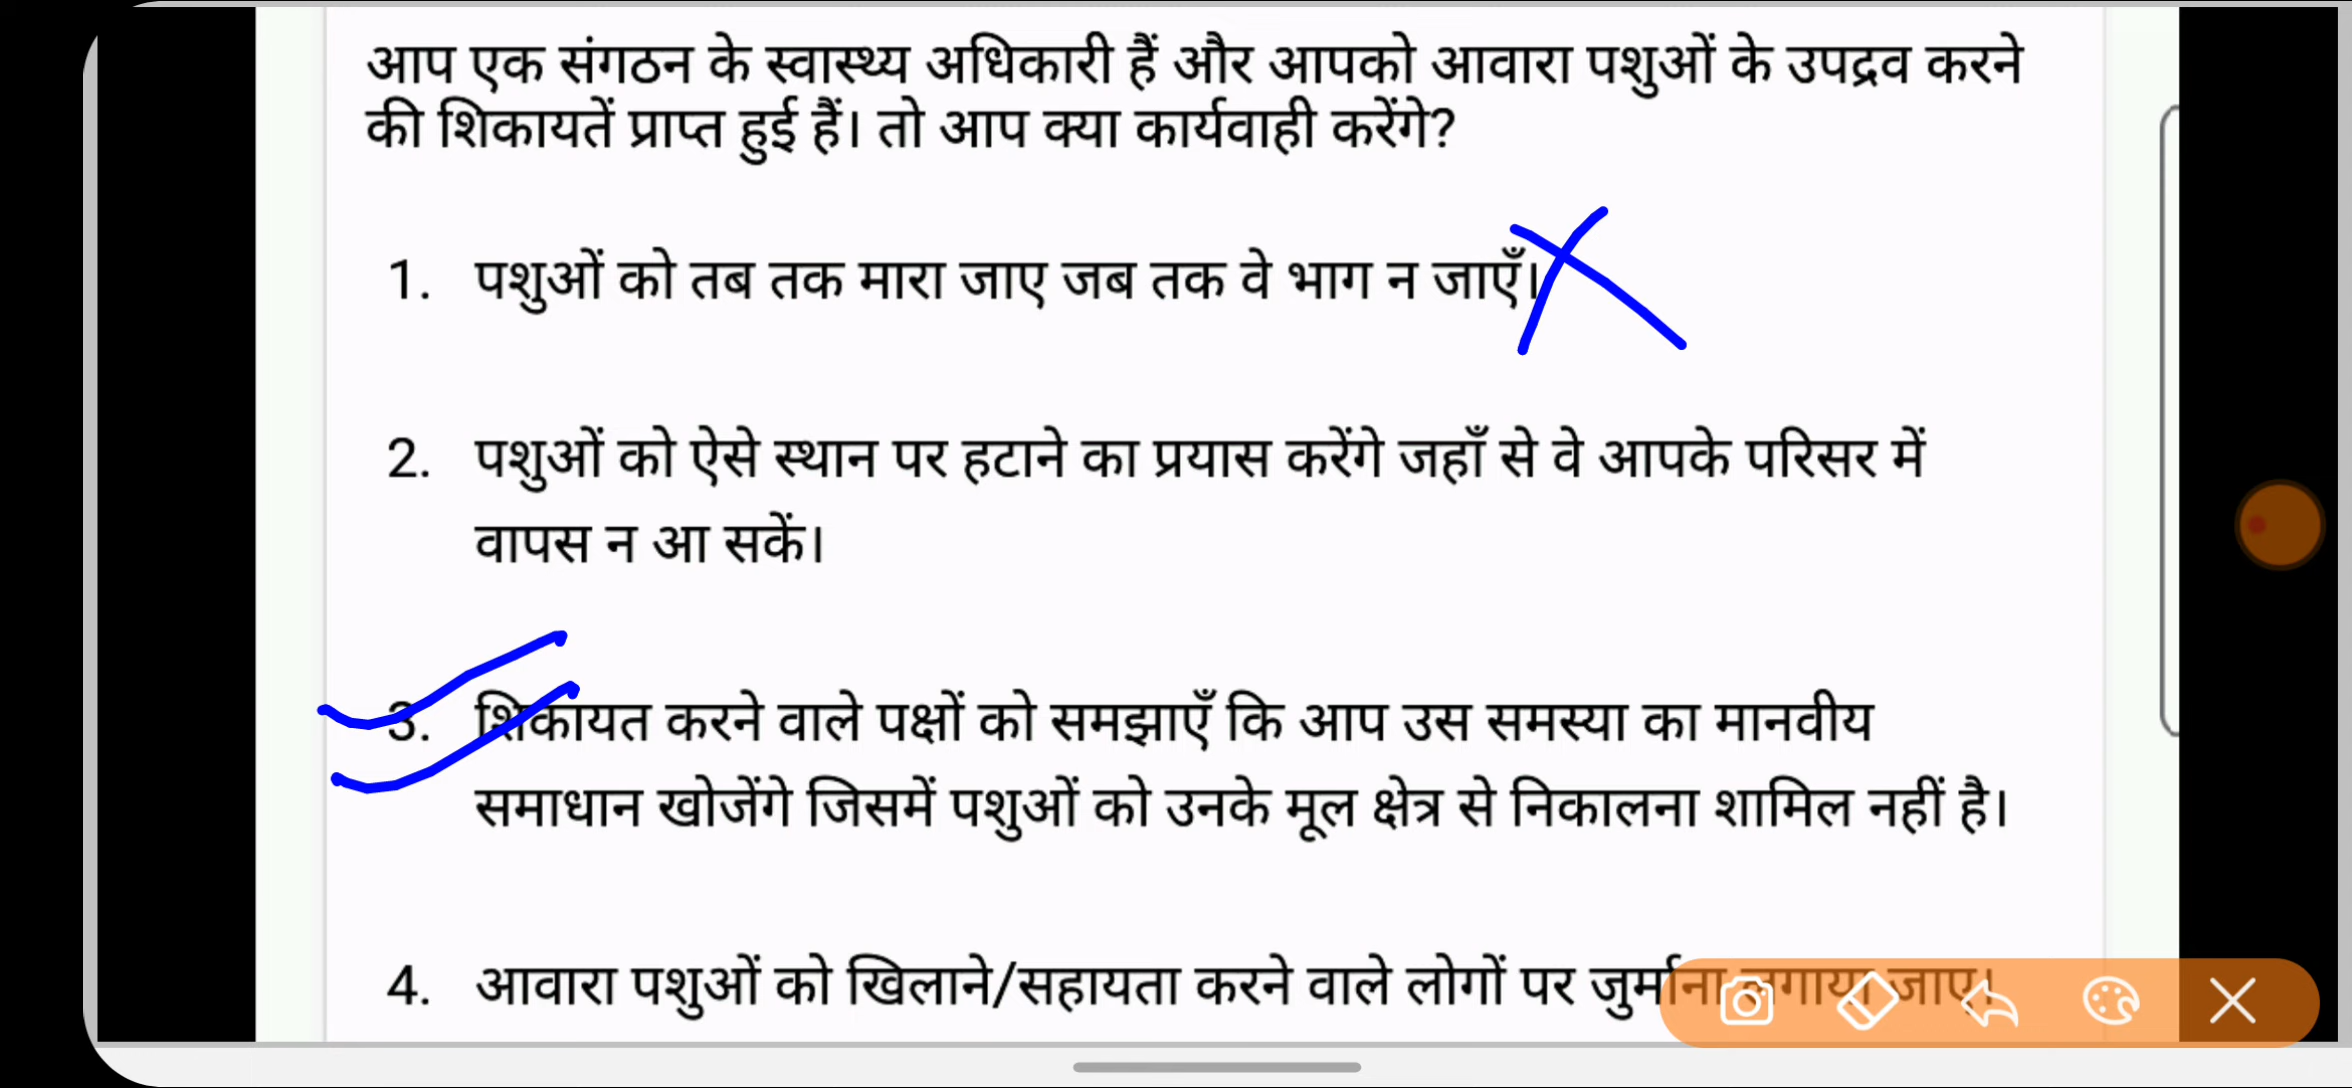 आप एक संगठन के स्वास्थ्य अधिकारी हैं और आपको आवारा पशुओं के उपद्रव करने
की शिकायतें प्राप्त हुई हैं। तो आप क्या कार्यवाही करेंगे?
1. पशुओं को तब तक मारा जाए जब तक वे भाग न जाएँ।
2. पशुओं को ऐसे स्थान पर हटाने का प्रयास करेंगे जहाँ से वे आपके परिसर में
वापस न आ सकें।
3. शिकायत करने वाले पक्षों को समझाएँ कि आप उस समस्या का मानवीय
समाधान खोजेंगे जिसमें पशुओं को उनके मूल क्षेत्र से निकालना शामिल नहीं है।
4. आवारा पशुओं को खिलाने/सहायता करने वाले लोगों पर जुर्माना लगाया जाए।